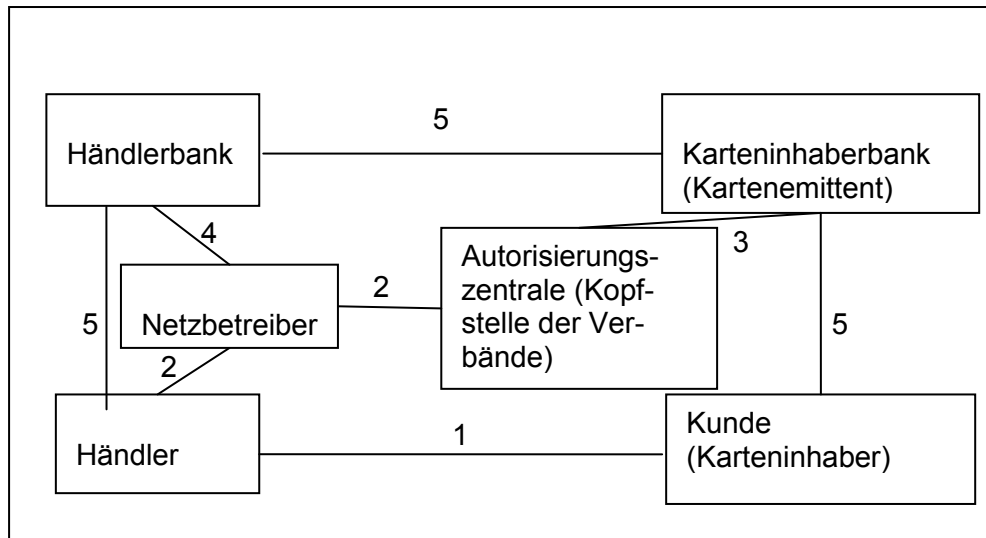 5
Händlerbank
Karteninhaberbank
(Kartenemittent)
4
3
Autorisierungs-
zentrale (Kopf-
stelle der Ver-
bände)
2
Netzbetreiber
5
5
2
Kunde
(Karteninhaber)
1
Händler